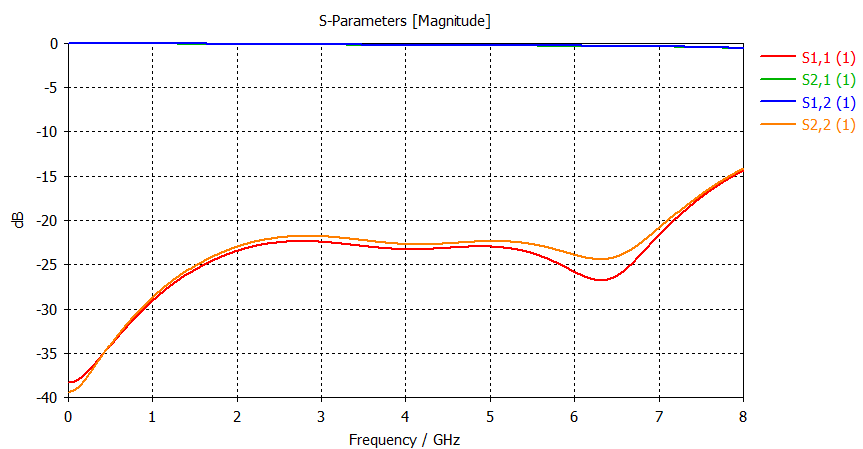 S-Parameters [Magnitude]
0
-5
-10
-15
-20
-25
-30
-35
-40
dB
0 1 2 3 4 5 6 7 8
Frequency / GHz
S1,1 (1)
S2,1 (1)
S1,2 (1)
S2,2 (1)